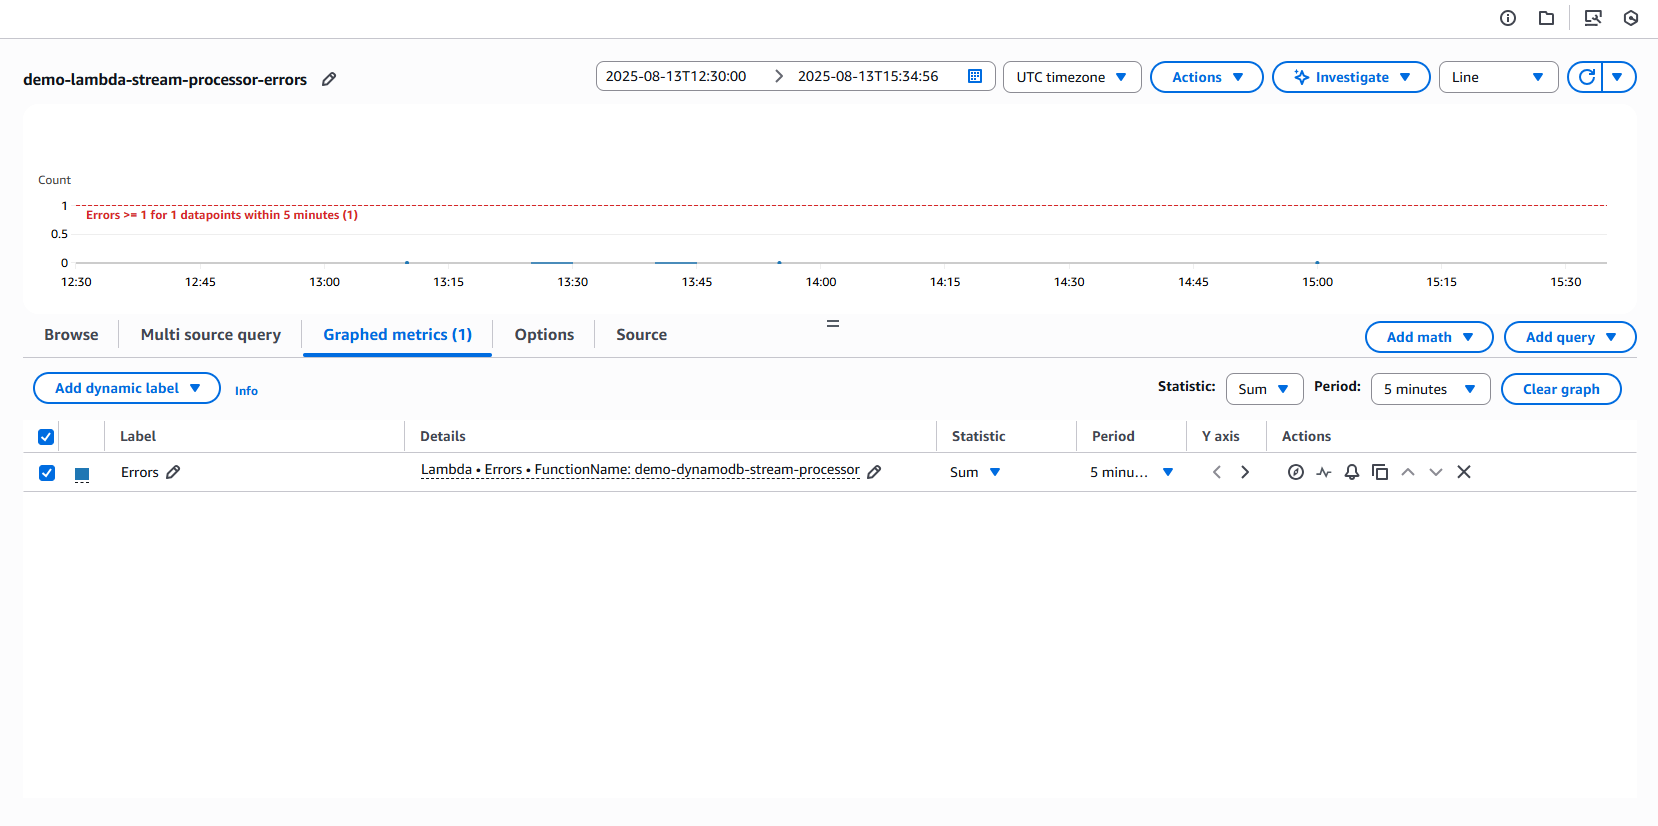 demo-lambda-stream-processor-errors
2025-08-13T12:30:00 2025-08-13T15:34:56
UTC timezone
Actions
Investigate
Line
Count
1
Errors >= 1 for 1 datapoints within 5 minutes (1)
0.5
0
12:30 12:45 13:00 13:15 13:30 13:45 14:00 14:15 14:30 14:45 15:00 15:15 15:30
Browse Multi source query Graphed metrics (1) Options Source
Add math Add query
Add dynamic label Info
Statistic: Sum Period: 5 minutes Clear graph
Label Details Statistic Period Y axis Actions
Errors Lambda • Errors • FunctionName: demo-dynamodb-stream-processor Sum 5 minu...